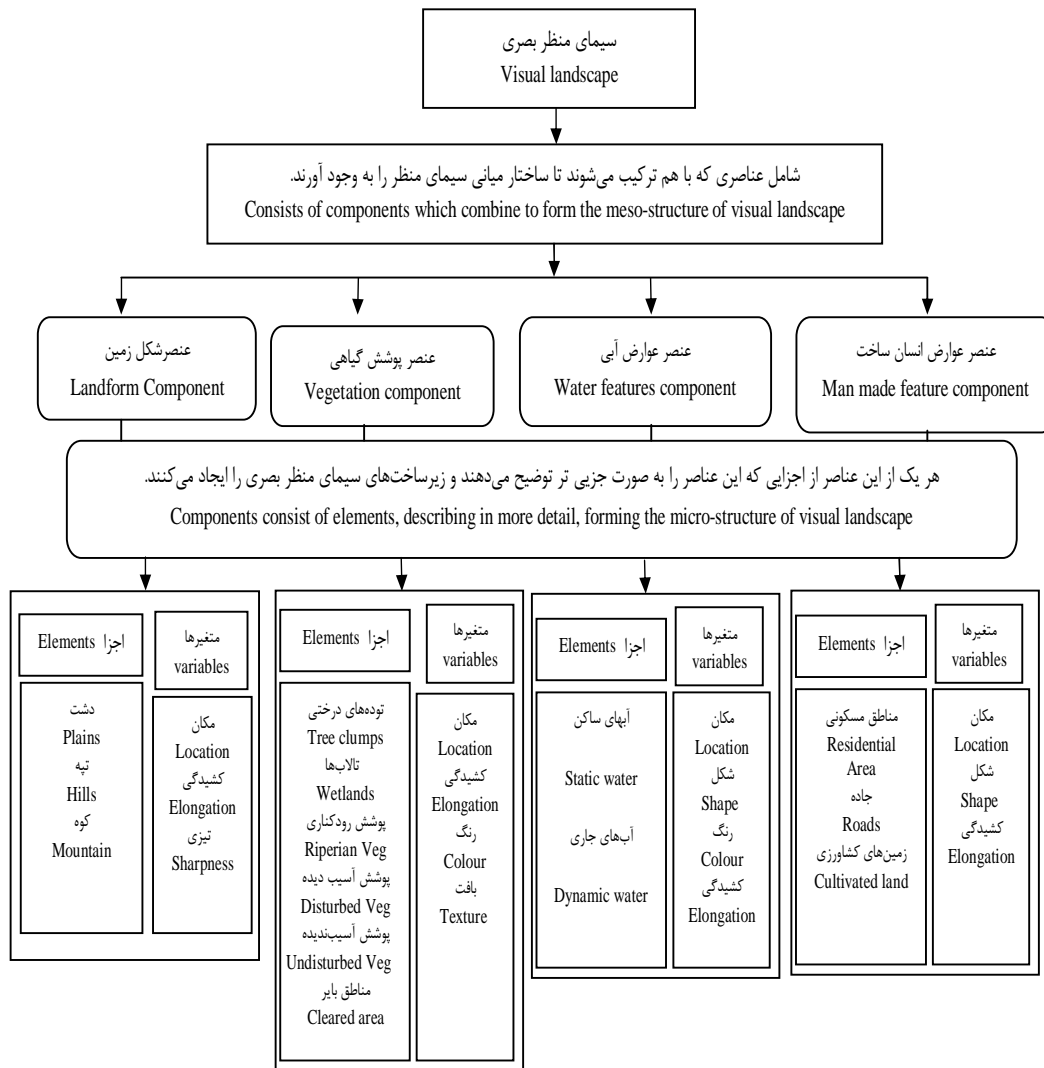 سیمای منظر بصری
Visual landscape
شامل عناصری که با هم ترکیب می‌شوند تا ساختار میانی سیمای منظر را به وجود آورند.
Consists of components which combine to form the meso-structure of visual landscape
عنصرشکل زمین
Landform Component
عنصر پوشش گیاهی
Vegetation component
عنصر عوارض آبی
Water features component
عنصر عوارض انسان ساخت
Man made feature component
هر یک از این عناصر از اجزایی که این عناصر را به صورت جزیی تر توضیح می‌دهند و زیرساخت‌های سیمای منظر بصری را ایجاد می‌کنند.
Components consist of elements, describing in more detail, forming the micro-structure of visual landscape
اجزا Elements
دشت
Plains
تپه
Hills
کوه
Mountain
متغیرها
variables
مکان
Location
کشیدگی
Elongation
تیزی
Sharpness
اجزا Elements
توده‌های درختی
Tree clumps
تالاب‌ها
Wetlands
پوشش رودکناری
Riperian Veg
پوشش آسیب دیده
Disturbed Veg
پوشش آسیب‌ندیده
Undisturbed Veg
مناطق بایر
Cleared area
متغیرها
variables
مکان
Location
کشیدگی
Elongation
رنگ
Colour
بافت
Texture
اجزا Elements
آبهای ساکن
Static water
آب‌های جاری
Dynamic water
متغیرها
variables
مکان
Location
شکل
Shape
رنگ
Colour
کشیدگی
Elongation
اجزا Elements
مناطق مسکونی
Residential
Area
جاده
Roads
زمین‌های کشاورزی
Cultivated land
متغیرها
variables
مکان
Location
شکل
Shape
کشیدگی
Elongation